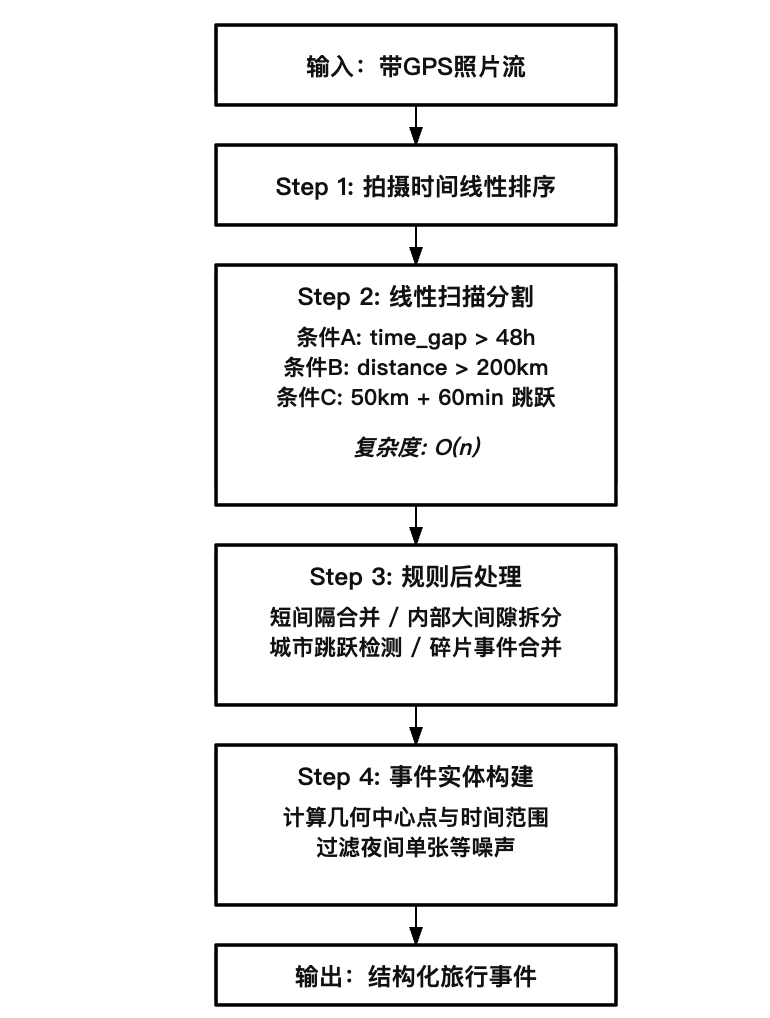 输入：带GPS照片流
Step 1: 拍摄时间线性排序
Step 2: 线性扫描分割
条件A: time_gap > 48h
条件B: distance > 200km
条件C: 50km + 60min 跳跃
复杂度: O(n)
Step 3: 规则后处理
短间隔合并 / 内部大间隙拆分
城市跳跃检测 / 碎片事件合并
Step 4: 事件实体构建
计算几何中心点与时间范围
过滤夜间单张等噪声
输出：结构化旅行事件